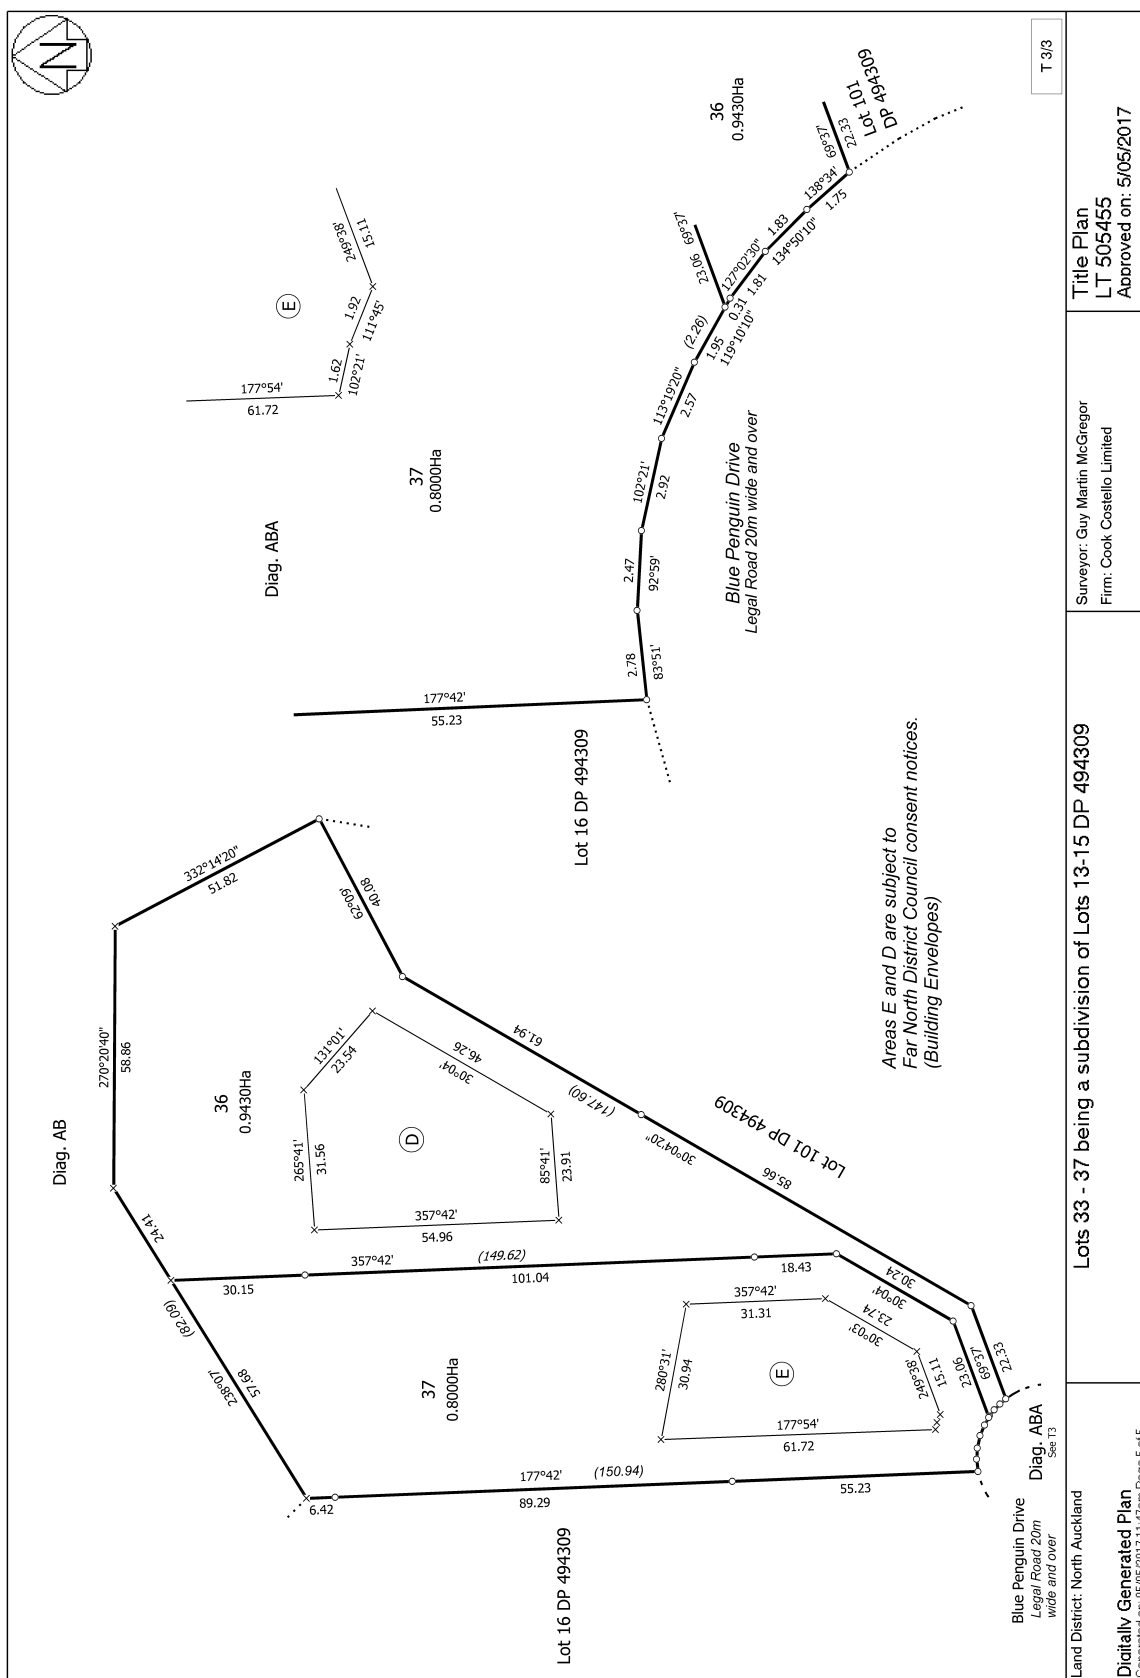 N
Diag. AB
270°20'40"
58.86
332°14'20"
51.82
62°09'
40.08
24.41
(82.09)
238°07'
57.68
36
0.9430Ha
265°41'
31.56
131°01'
23.54
46.26
30°04'
85°41'
23.91
357°42'
54.96
D
61.94
(147.60)
30°04'20"
85.66
Lot 101 DP 494309
30.15
357°42'
(149.62)
101.04
18.43
30.24
30°04'
69°37'
23.06
22.33
37
0.8000Ha
280°31'
30.94
357°42'
31.31
23.74
30°03'
249°38'
15.11
177°54'
61.72
E
6.42
177°42'
(150.94)
89.29
55.23
Lot 16 DP 494309
Blue Penguin Drive
Legal Road 20m
wide and over
Diag. ABA
See T3
Diag. ABA
E
177°54'
61.72
1.62
102°21'
1.92
111°45'
249°38'
15.11
37
0.8000Ha
36
0.9430Ha
177°42'
55.23
Lot 16 DP 494309
2.78
83°51'
2.47
92°59'
102°21'
2.92
113°19'20"
2.57
(2.26)
1.95
0.31
119°10'10"
23.06
69°37'
127°02'30"
1.81
1.83
134°50'10"
138°34'
1.75
69°37'
22.33
Lot 101
DP 494309
Blue Penguin Drive
Legal Road 20m wide and over
Areas E and D are subject to
Far North District Council consent notices.
(Building Envelopes)
T 3/3
Land District: North Auckland
Digitally Generated Plan
Lots 33 - 37 being a subdivision of Lots 13-15 DP 494309
Surveyor: Guy Martin McGregor
Firm: Cook Costello Limited
Title Plan
LT 505455
Approved on: 5/05/2017